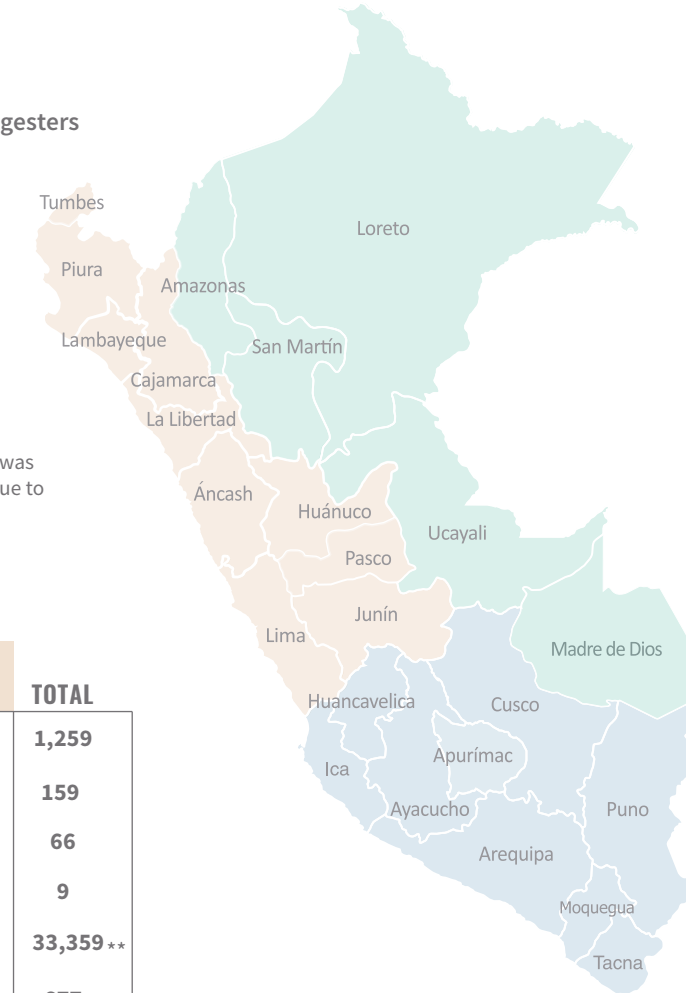 gesters
Tumbes
Loreto
Piura
Amazonas
Lambayeque
San Martín
Cajamarca
La Libertad
was
ue to
Áncash
Huánuco
Ucayali
Pasco
Junín
Lima
Madre de Dios
TOTAL
Huancavelica
Cusco
1,259
Apurímac
Ica
159
Ayacucho
Puno
66
Arequipa
9
Moquegua
33,359 **
Tacna